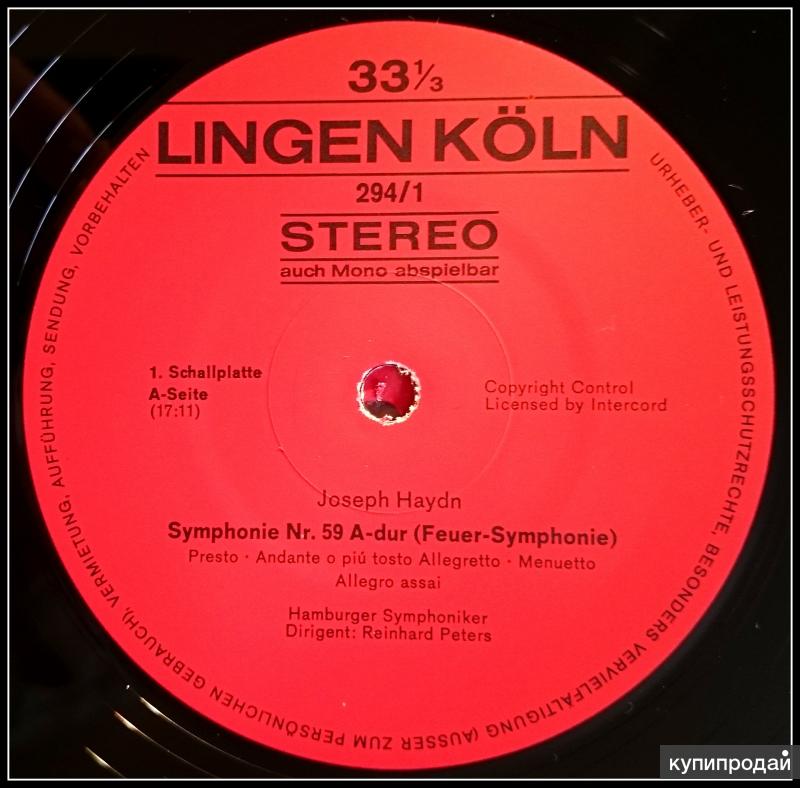 33⅓
LINGEN KÖLN
294/1
STEREO
auch Mono abspielbar
1. Schallplatte
A-Seite
(17:11)
Copyright Control
Licensed by Intercord
Joseph Haydn
Symphonie Nr. 59 A-dur (Feuer-Symphonie)
Presto · Andante o piú tosto Allegretto · Menuetto
Allegro assai
Hamburger Symphoniker
Dirigent: Reinhard Peters
URHEBER- UND LEISTUNGSSCHUTZRECHTE, BESONDERS VERVIELFÄLTIGUNG (AUSSER ZUM PERSÖNLICHEN GEBRAUCH), VERMIETUNG, AUFFÜHRUNG, SENDUNG, VORBEHALTEN
купипродай